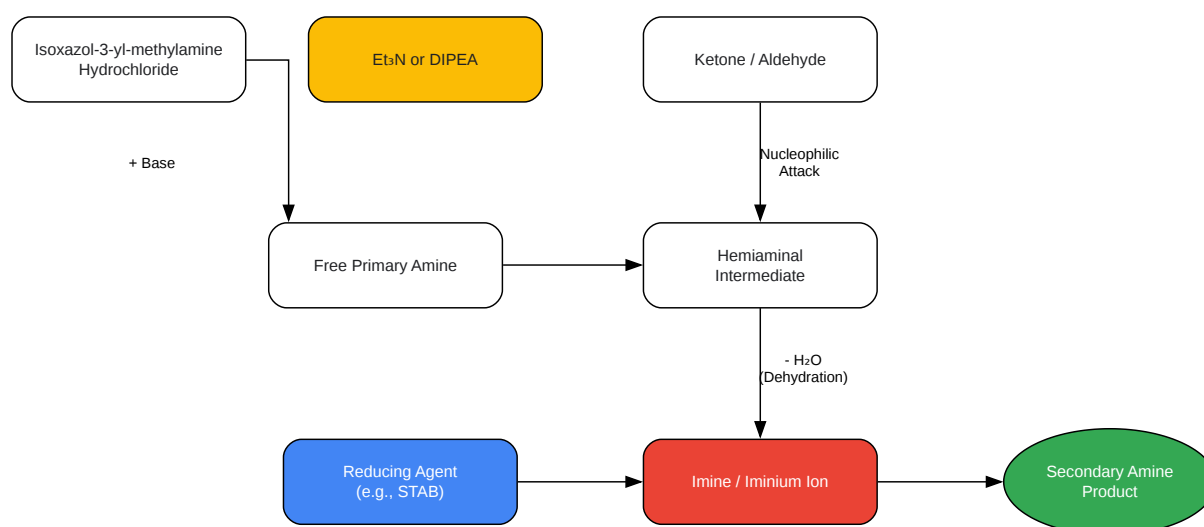 Isoxazol-3-yl-methylamine
Hydrochloride
Et₃N or DIPEA
Ketone / Aldehyde
+ Base
Nucleophilic
Attack
Free Primary Amine
Hemiaminal
Intermediate
- H₂O
(Dehydration)
Reducing Agent
(e.g., STAB)
Imine / Iminium Ion
Secondary Amine
Product